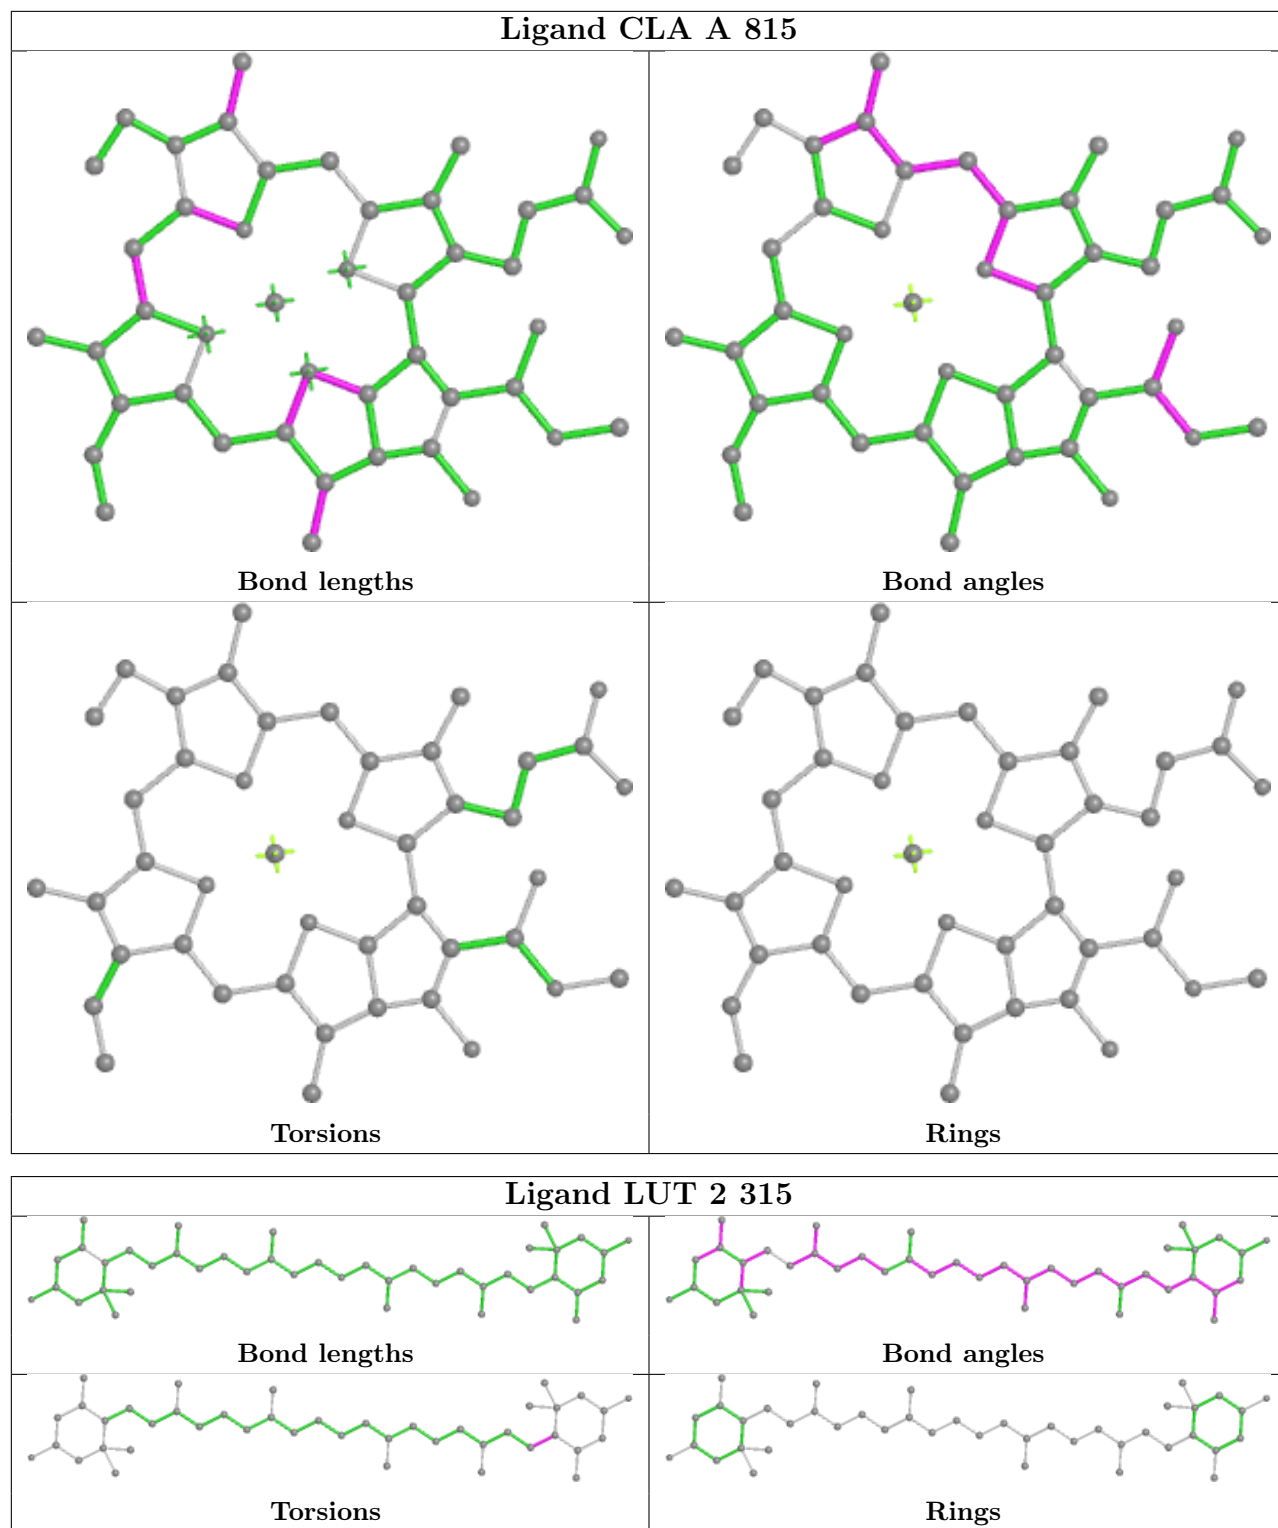 Ligand CLA A 815
Bond lengths
Bond angles
Torsions
Rings
Ligand LUT 2 315
Bond lengths
Bond angles
Torsions
Rings